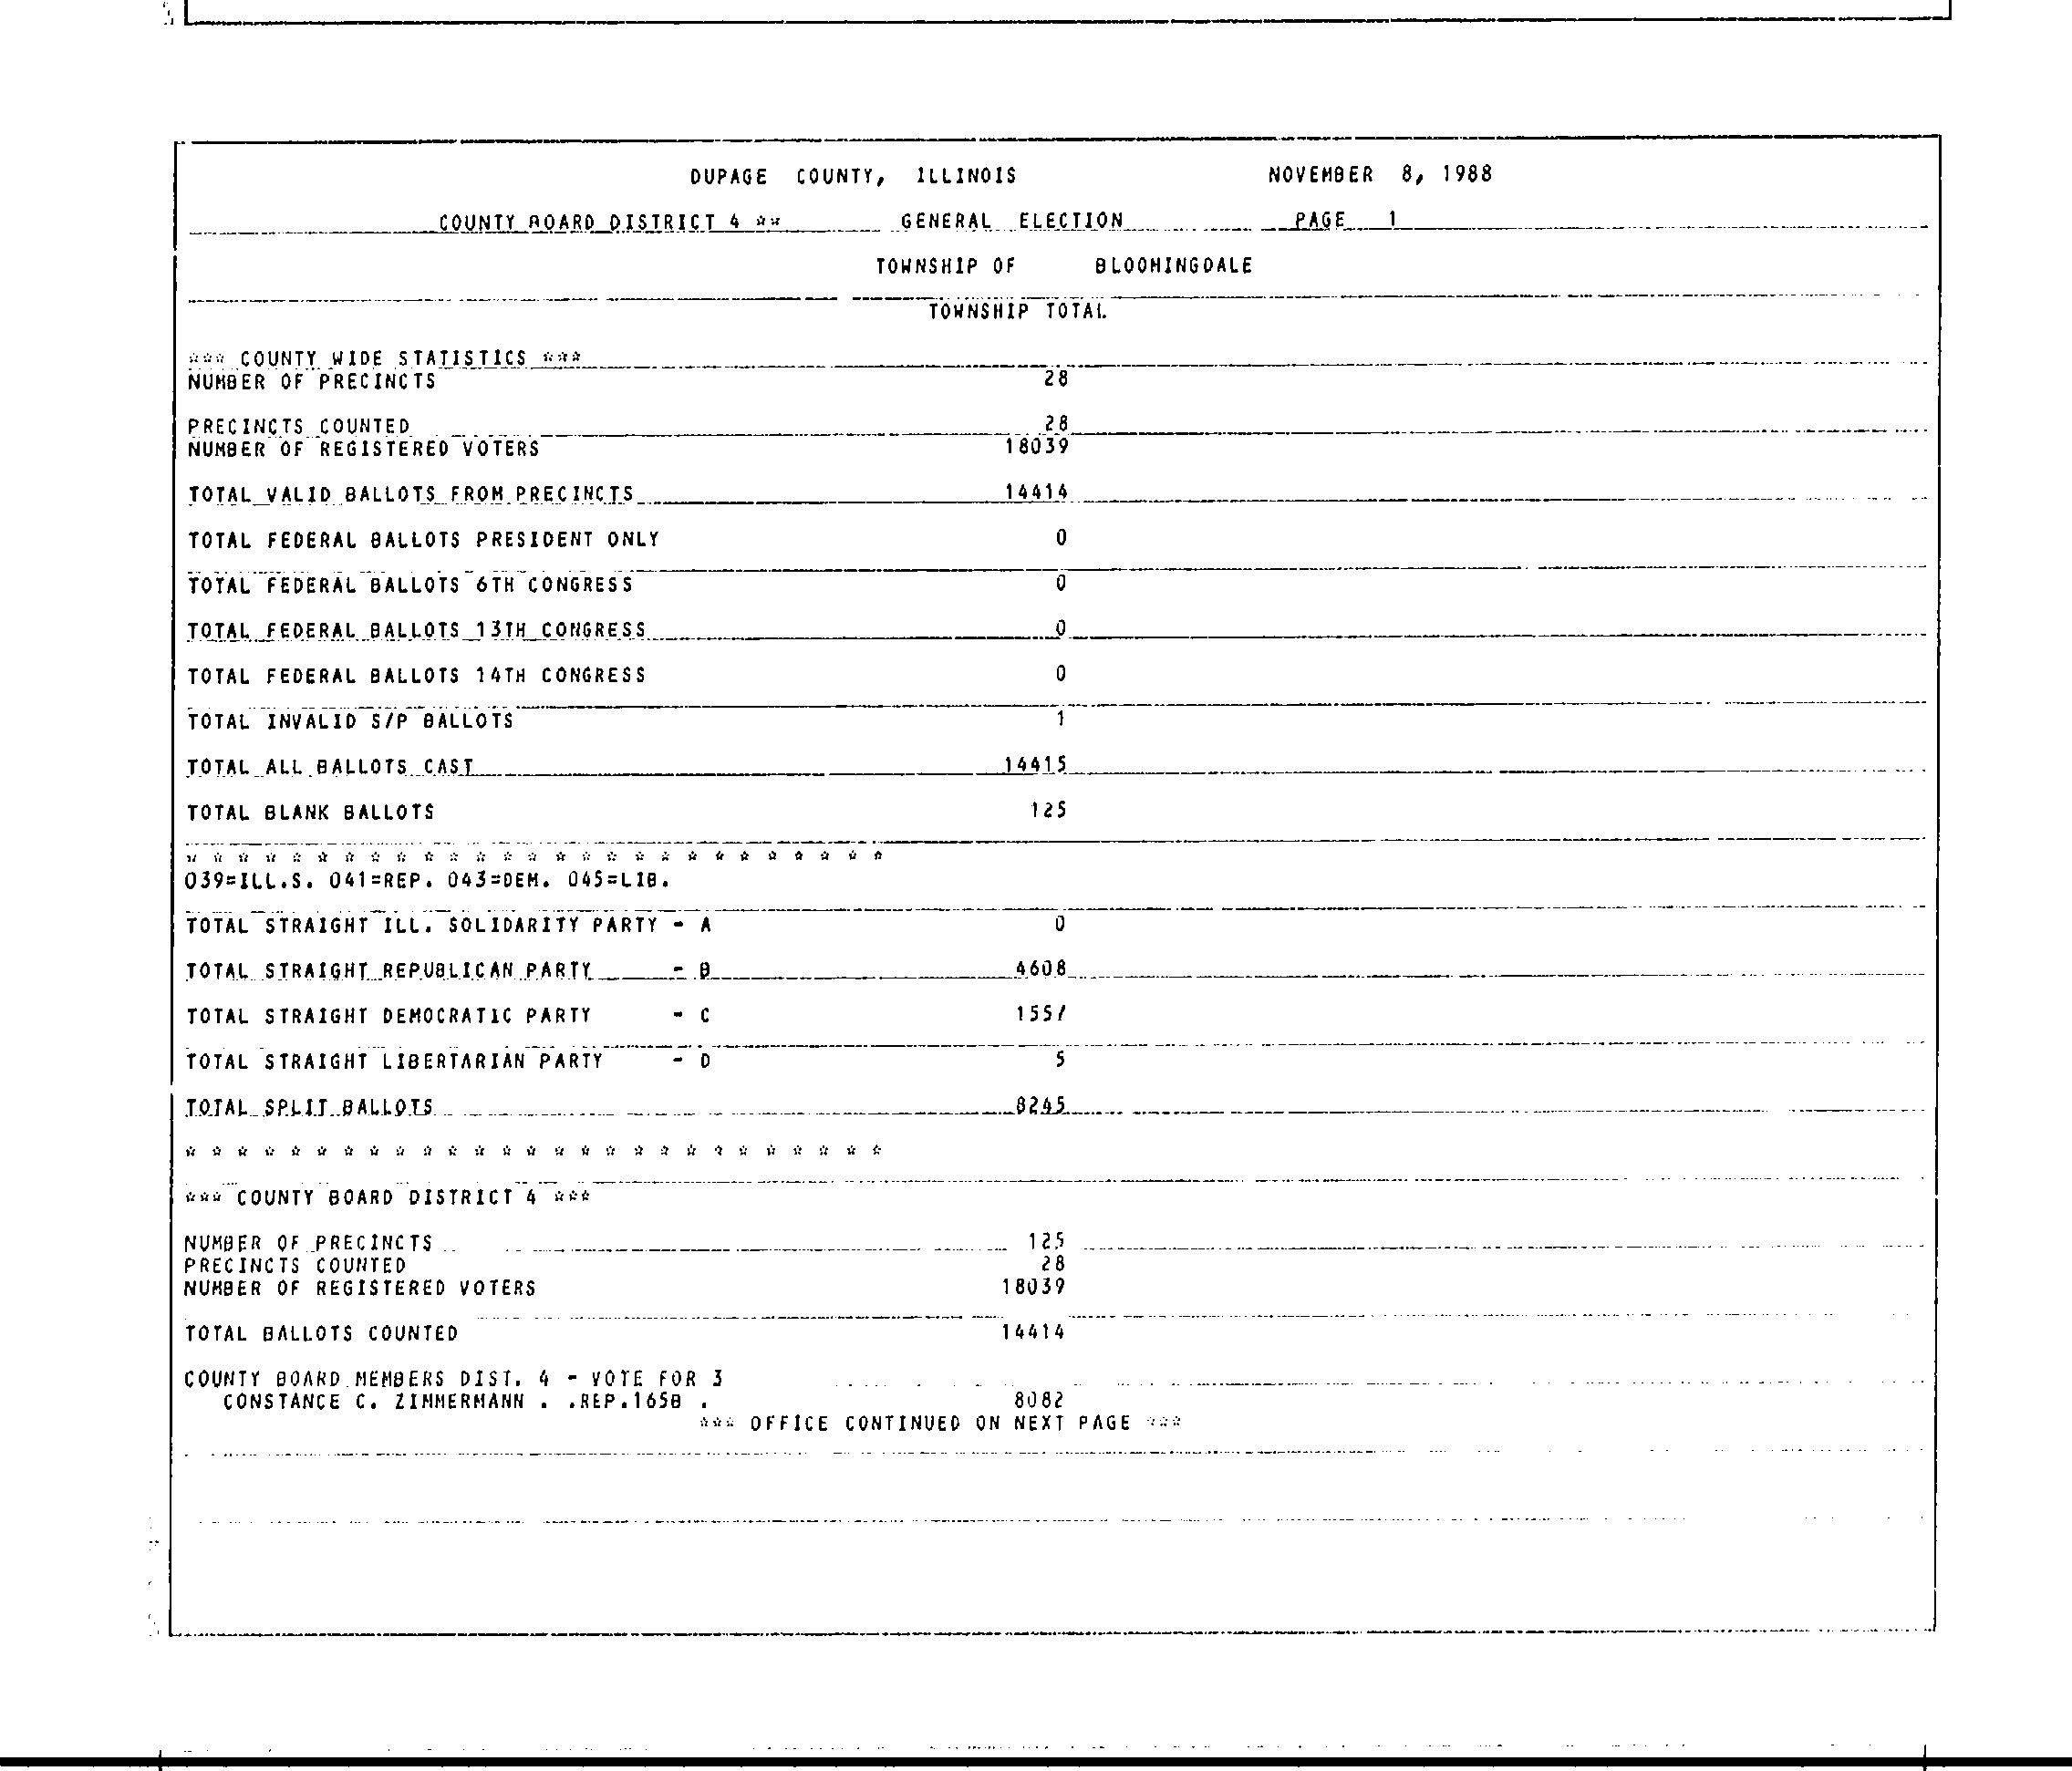 DUPAGE COUNTY, ILLINOIS NOVEMBER 8, 1988
COUNTY BOARD DISTRICT 4 ** GENERAL ELECTION PAGE 1
TOWNSHIP OF BLOOMINGDALE
TOWNSHIP TOTAL
*** COUNTY WIDE STATISTICS ***
NUMBER OF PRECINCTS 28
PRECINCTS COUNTED 28
NUMBER OF REGISTERED VOTERS 18039
TOTAL VALID BALLOTS FROM PRECINCTS 14414
TOTAL FEDERAL BALLOTS PRESIDENT ONLY 0
TOTAL FEDERAL BALLOTS 6TH CONGRESS 0
TOTAL FEDERAL BALLOTS 13TH CONGRESS 0
TOTAL FEDERAL BALLOTS 14TH CONGRESS 0
TOTAL INVALID S/P BALLOTS 1
TOTAL ALL BALLOTS CAST 14415
TOTAL BLANK BALLOTS 125
* * * * * * * * * * * * * * * * * * * * * * * * * * *
039=ILL.S. 041=REP. 043=DEM. 045=LIB.
TOTAL STRAIGHT ILL. SOLIDARITY PARTY - A 0
TOTAL STRAIGHT REPUBLICAN PARTY - B 4608
TOTAL STRAIGHT DEMOCRATIC PARTY - C 1557
TOTAL STRAIGHT LIBERTARIAN PARTY - D 5
TOTAL SPLIT BALLOTS 8245
* * * * * * * * * * * * * * * * * * * * * * * * * * *
*** COUNTY BOARD DISTRICT 4 ***
NUMBER OF PRECINCTS 125
PRECINCTS COUNTED 28
NUMBER OF REGISTERED VOTERS 18039
TOTAL BALLOTS COUNTED 14414
COUNTY BOARD MEMBERS DIST. 4 - VOTE FOR 3
CONSTANCE C. ZIMMERMANN . .REP.165B . 8082
*** OFFICE CONTINUED ON NEXT PAGE ***